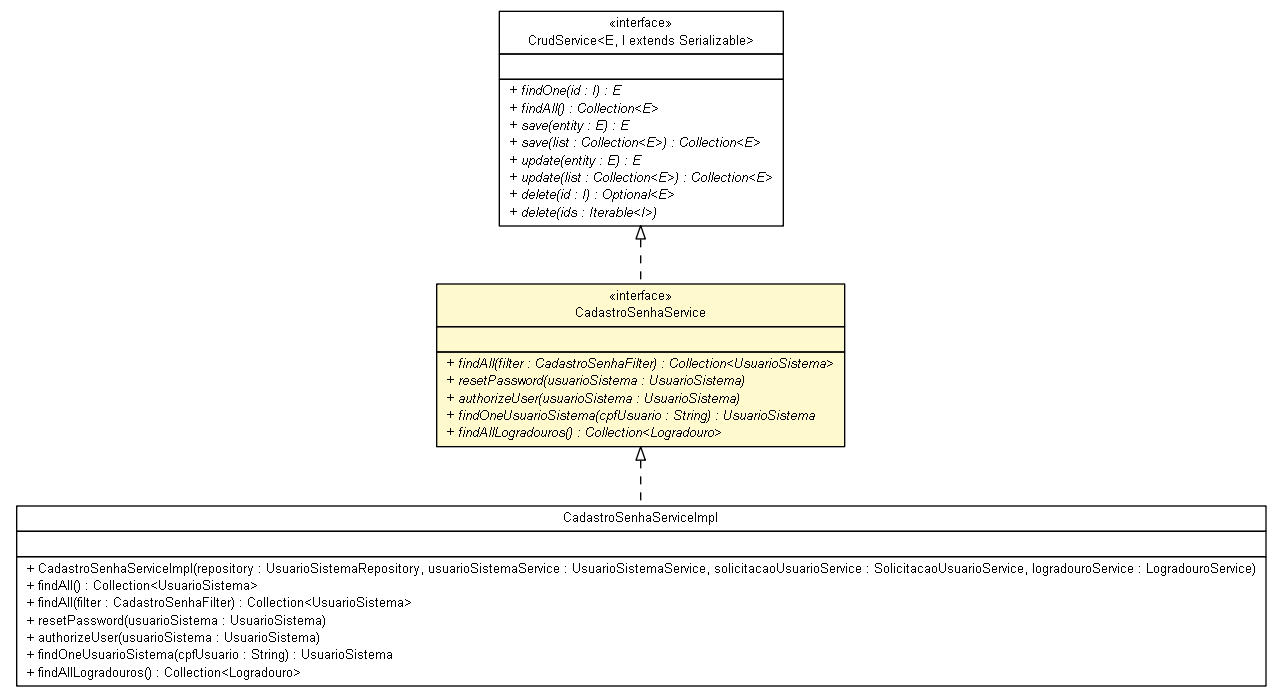 «interface»
CrudService<E, I extends Serializable>
+ findOne(id : I) : E
+ findAll() : Collection<E>
+ save(entity : E) : E
+ save(list : Collection<E>) : Collection<E>
+ update(entity : E) : E
+ update(list : Collection<E>) : Collection<E>
+ delete(id : I) : Optional<E>
+ delete(ids : Iterable<I>)
«interface»
CadastroSenhaService
+ findAll(filter : CadastroSenhaFilter) : Collection<UsuarioSistema>
+ resetPassword(usuarioSistema : UsuarioSistema)
+ authorizeUser(usuarioSistema : UsuarioSistema)
+ findOneUsuarioSistema(cpfUsuario : String) : UsuarioSistema
+ findAllLogradouros() : Collection<Logradouro>
CadastroSenhaServiceImpl
+ CadastroSenhaServiceImpl(repository : UsuarioSistemaRepository, usuarioSistemaService : UsuarioSistemaService, solicitacaoUsuarioService : SolicitacaoUsuarioService, logradouroService : LogradouroService)
+ findAll() : Collection<UsuarioSistema>
+ findAll(filter : CadastroSenhaFilter) : Collection<UsuarioSistema>
+ resetPassword(usuarioSistema : UsuarioSistema)
+ authorizeUser(usuarioSistema : UsuarioSistema)
+ findOneUsuarioSistema(cpfUsuario : String) : UsuarioSistema
+ findAllLogradouros() : Collection<Logradouro>